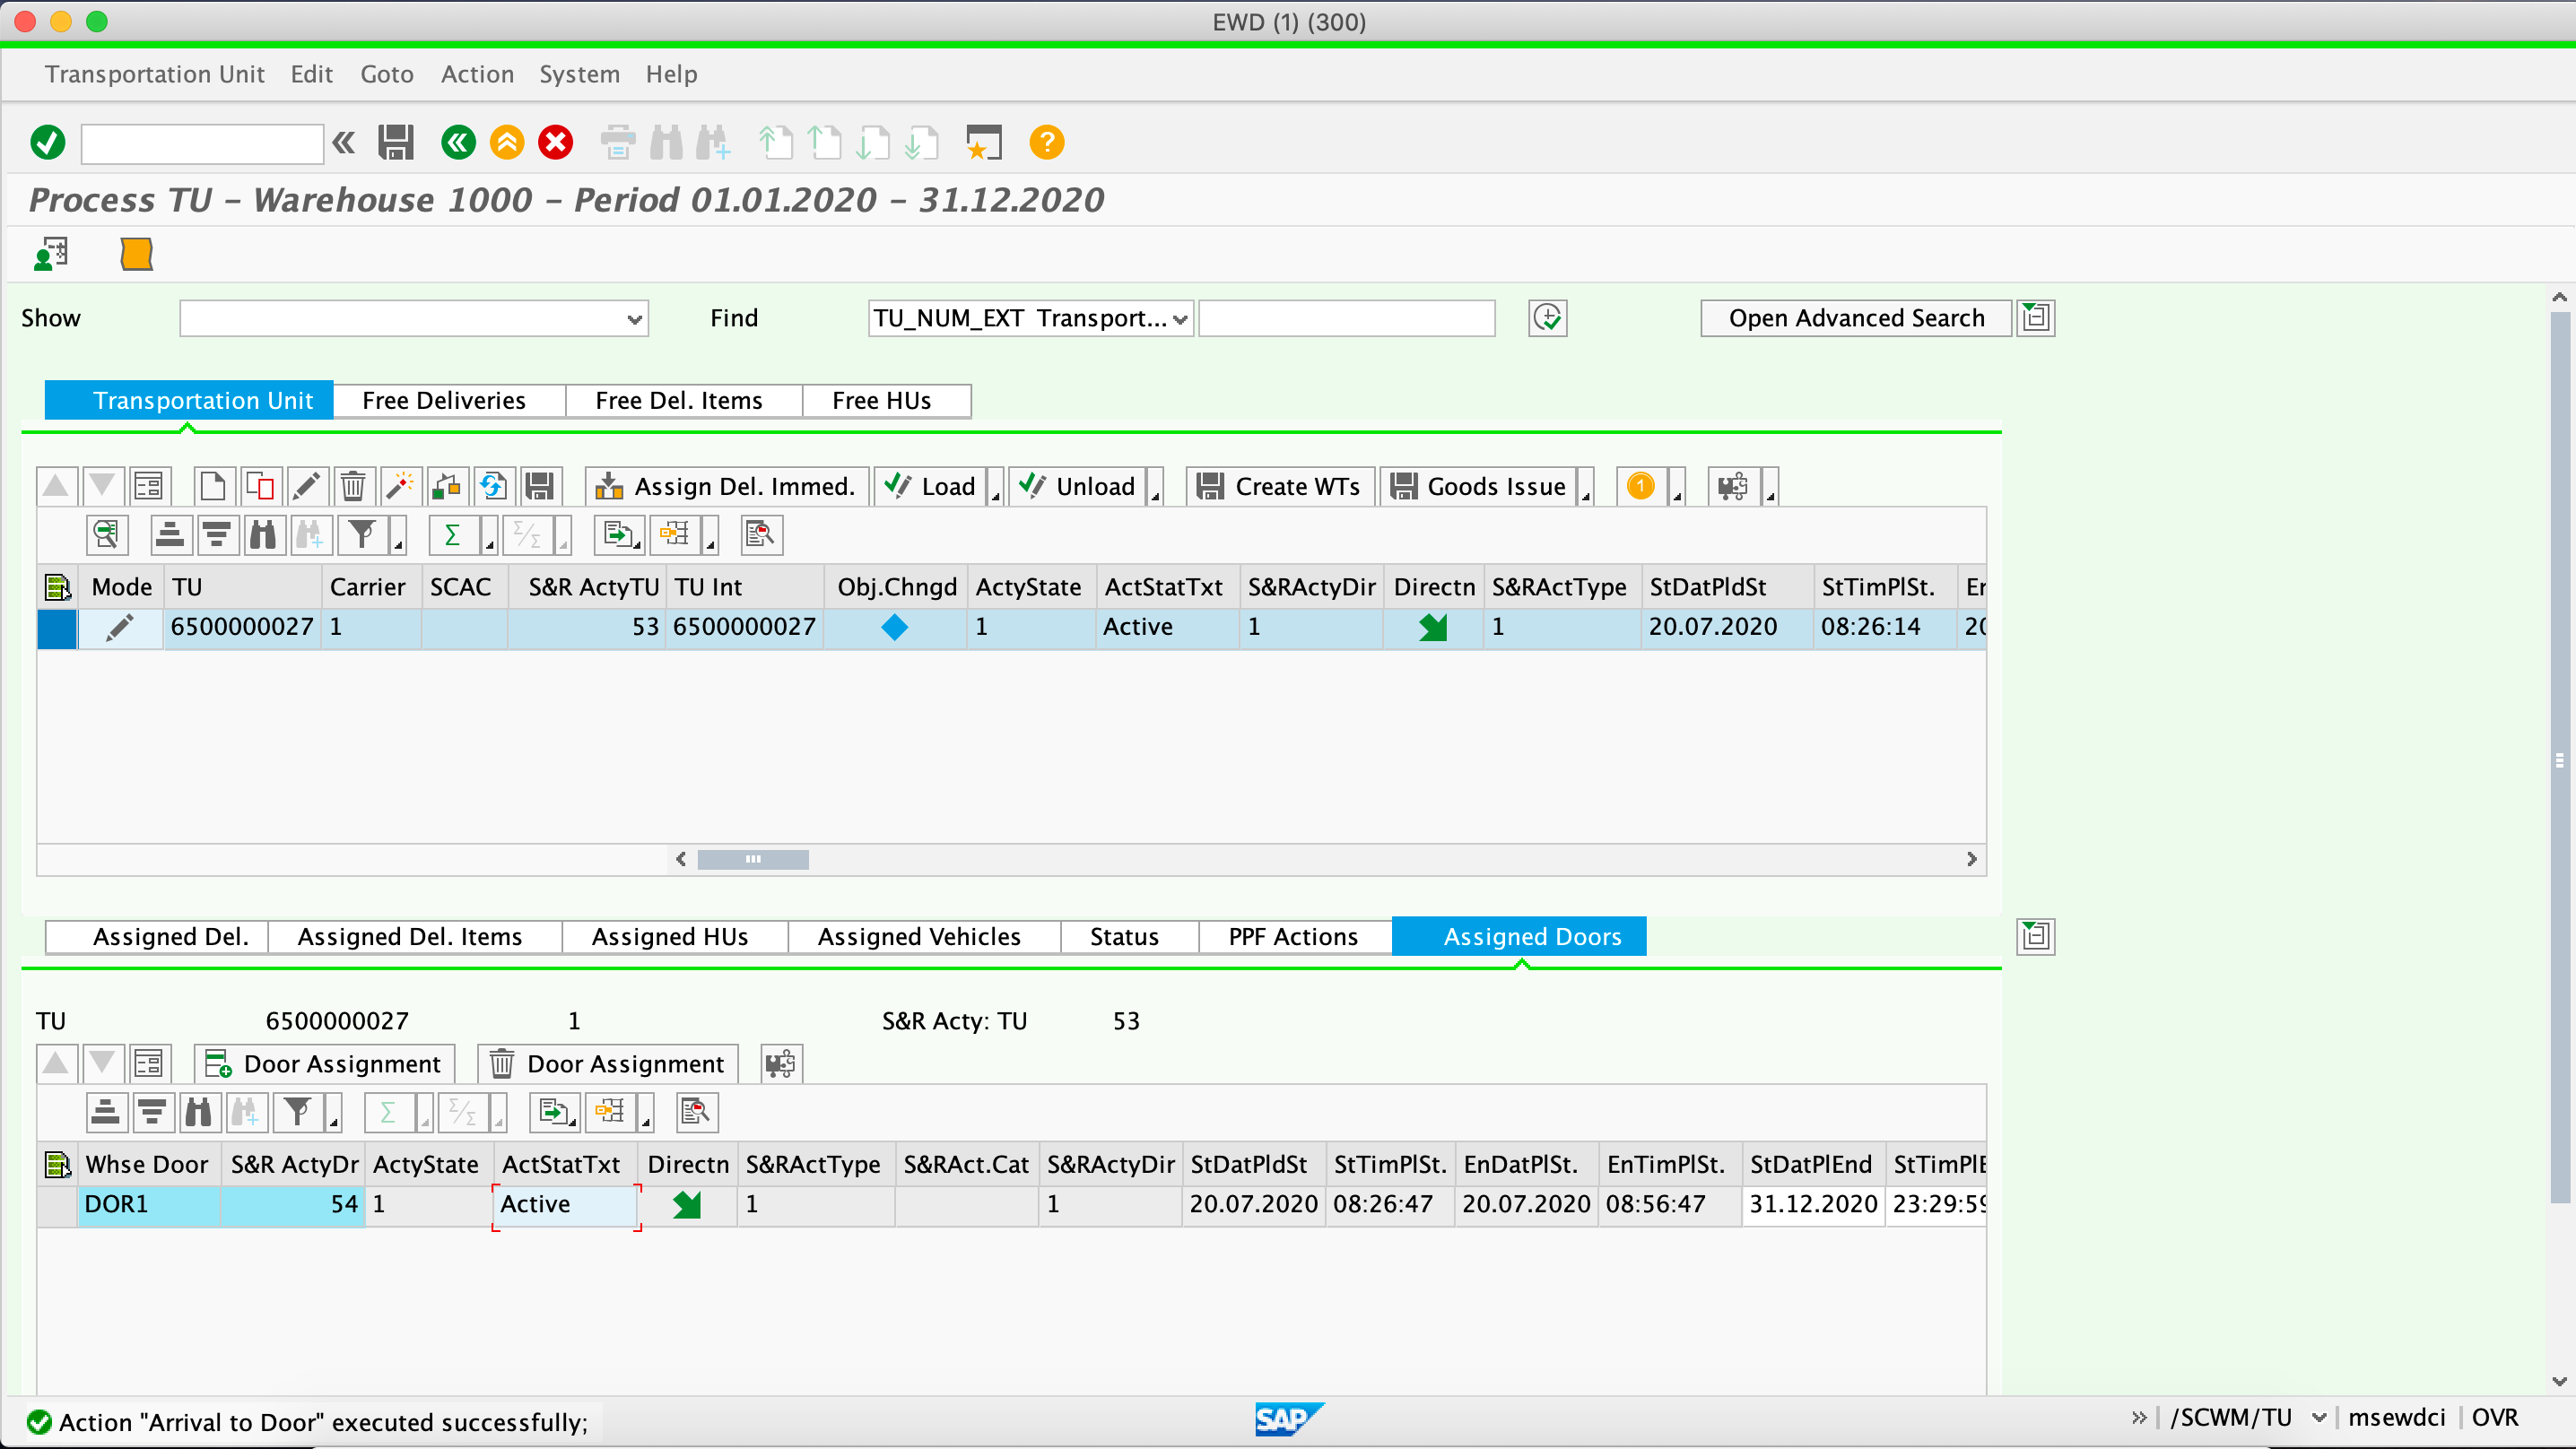 EWD (1) (300)
Transportation Unit Edit Goto Action System Help
Process TU - Warehouse 1000 - Period 01.01.2020 - 31.12.2020
Show Find TU_NUM_EXT Transport... Open Advanced Search
Transportation Unit Free Deliveries Free Del. Items Free HUs
Assign Del. Immed. Load Unload Create WTs Goods Issue 1
Mode TU Carrier SCAC S&R ActyTU TU Int Obj.Chngd ActyState ActStatTxt S&RActyDir Directn S&RActType StDatPldSt StTimPlSt. Er
6500000027 1 53 6500000027 1 Active 1 1 20.07.2020 08:26:14 20
Assigned Del. Assigned Del. Items Assigned HUs Assigned Vehicles Status PPF Actions Assigned Doors
TU 6500000027 1 S&R Acty: TU 53
Door Assignment Door Assignment
Whse Door S&R ActyDr ActyState ActStatTxt Directn S&RActType S&RAct.Cat S&RActyDir StDatPldSt StTimPlSt. EnDatPlSt. EnTimPlSt. StDatPlEnd StTimPlE
DOR1 54 1 Active 1 1 20.07.2020 08:26:47 20.07.2020 08:56:47 31.12.2020 23:29:59
Action "Arrival to Door" executed successfully; SAP /SCWM/TU msewdci OVR